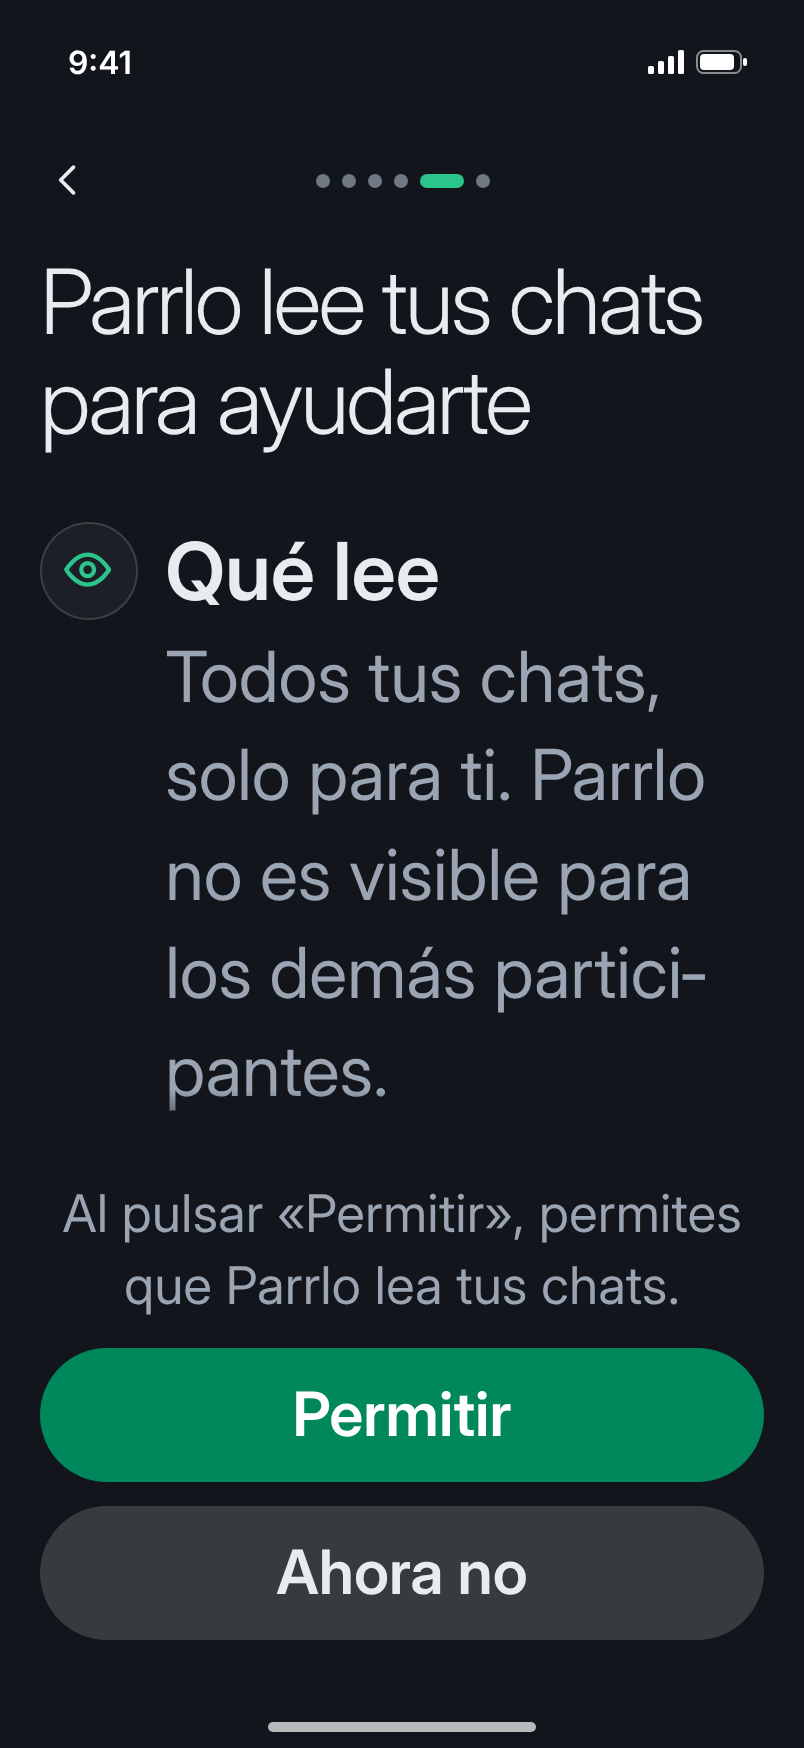 9:41
Parrlo lee tus chats
para ayudarte
Qué lee
Todos tus chats,
solo para ti. Parrlo
no es visible para
los demás partici-
pantes.
Al pulsar «Permitir», permites
que Parrlo lea tus chats.
Permitir
Ahora no